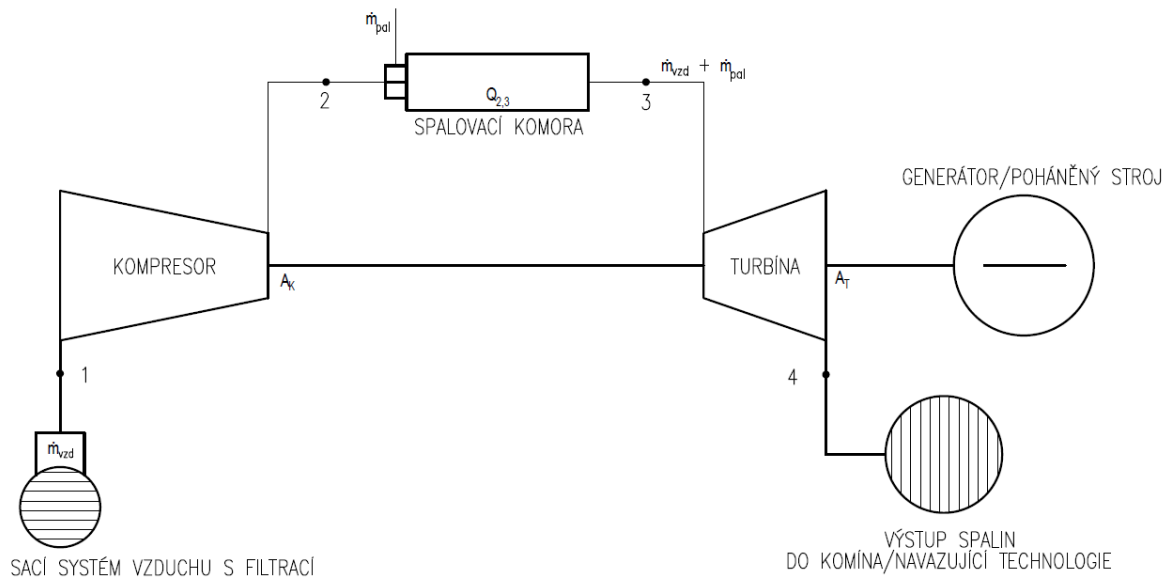 ṁpal
ṁvzd + ṁpal
2
3
Q2,3
SPALOVACÍ KOMORA
GENERÁTOR/POHÁNĚNÝ STROJ
KOMPRESOR
TURBÍNA
AK
AT
1
4
ṁvzd
VÝSTUP SPALIN
DO KOMÍNA/NAVAZUJÍCÍ TECHNOLOGIE
SACÍ SYSTÉM VZDUCHU S FILTRACÍ